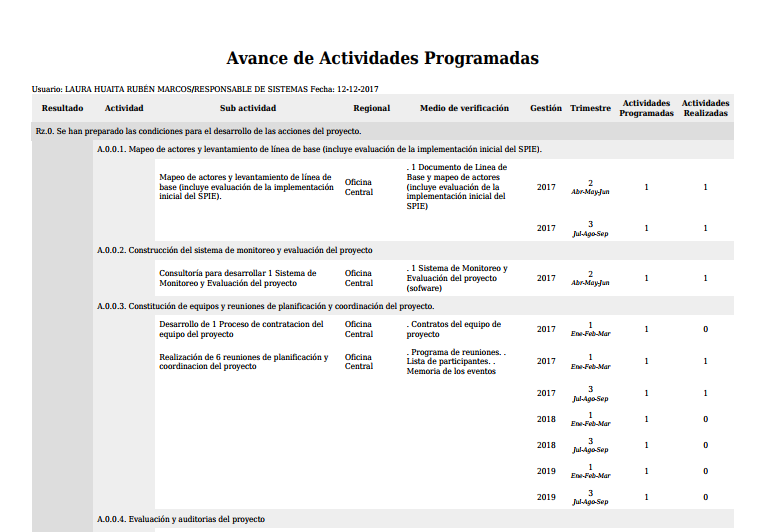 Avance de Actividades Programadas
Usuario: LAURA HUAITA RUBÉN MARCOS/RESPONSABLE DE SISTEMAS Fecha: 12-12-2017
Resultado Actividad Sub actividad Regional Medio de verificación Gestión Trimestre Actividades Programadas Actividades Realizadas
Rz.0. Se han preparado las condiciones para el desarrollo de las acciones del proyecto.
A.0.0.1. Mapeo de actores y levantamiento de línea de base (incluye evaluación de la implementación inicial del SPIE).
Mapeo de actores y levantamiento de línea de
base (incluye evaluación de la implementación
inicial del SPIE).
Oficina
Central
. 1 Documento de Linea de
Base y mapeo de actores
(incluye evaluación de la
implementación inicial del
SPIE)
2017 2 1 1
Abr-May-Jun
2017 3 1 1
Jul-Ago-Sep
A.0.0.2. Construcción del sistema de monitoreo y evaluación del proyecto
Consultoría para desarrollar 1 Sistema de
Monitoreo y Evaluación del proyecto
Oficina
Central
. 1 Sistema de Monitoreo y
Evaluación del proyecto
(sofware)
2017 2 1 1
Abr-May-Jun
A.0.0.3. Constitución de equipos y reuniones de planificación y coordinación del proyecto.
Desarrollo de 1 Proceso de contratacion del
equipo del proyecto
Oficina
Central
. Contratos del equipo de
proyecto
2017 1 1 0
Ene-Feb-Mar
Realización de 6 reuniones de planificación y
coordinacion del proyecto
Oficina
Central
. Programa de reuniones. .
Lista de participantes. .
Memoria de los eventos
2017 1 1 1
Ene-Feb-Mar
2017 3 1 1
Jul-Ago-Sep
2018 1 1 0
Ene-Feb-Mar
2018 3 1 0
Jul-Ago-Sep
2019 1 1 0
Ene-Feb-Mar
2019 3 1 0
Jul-Ago-Sep
A.0.0.4. Evaluación y auditorias del proyecto